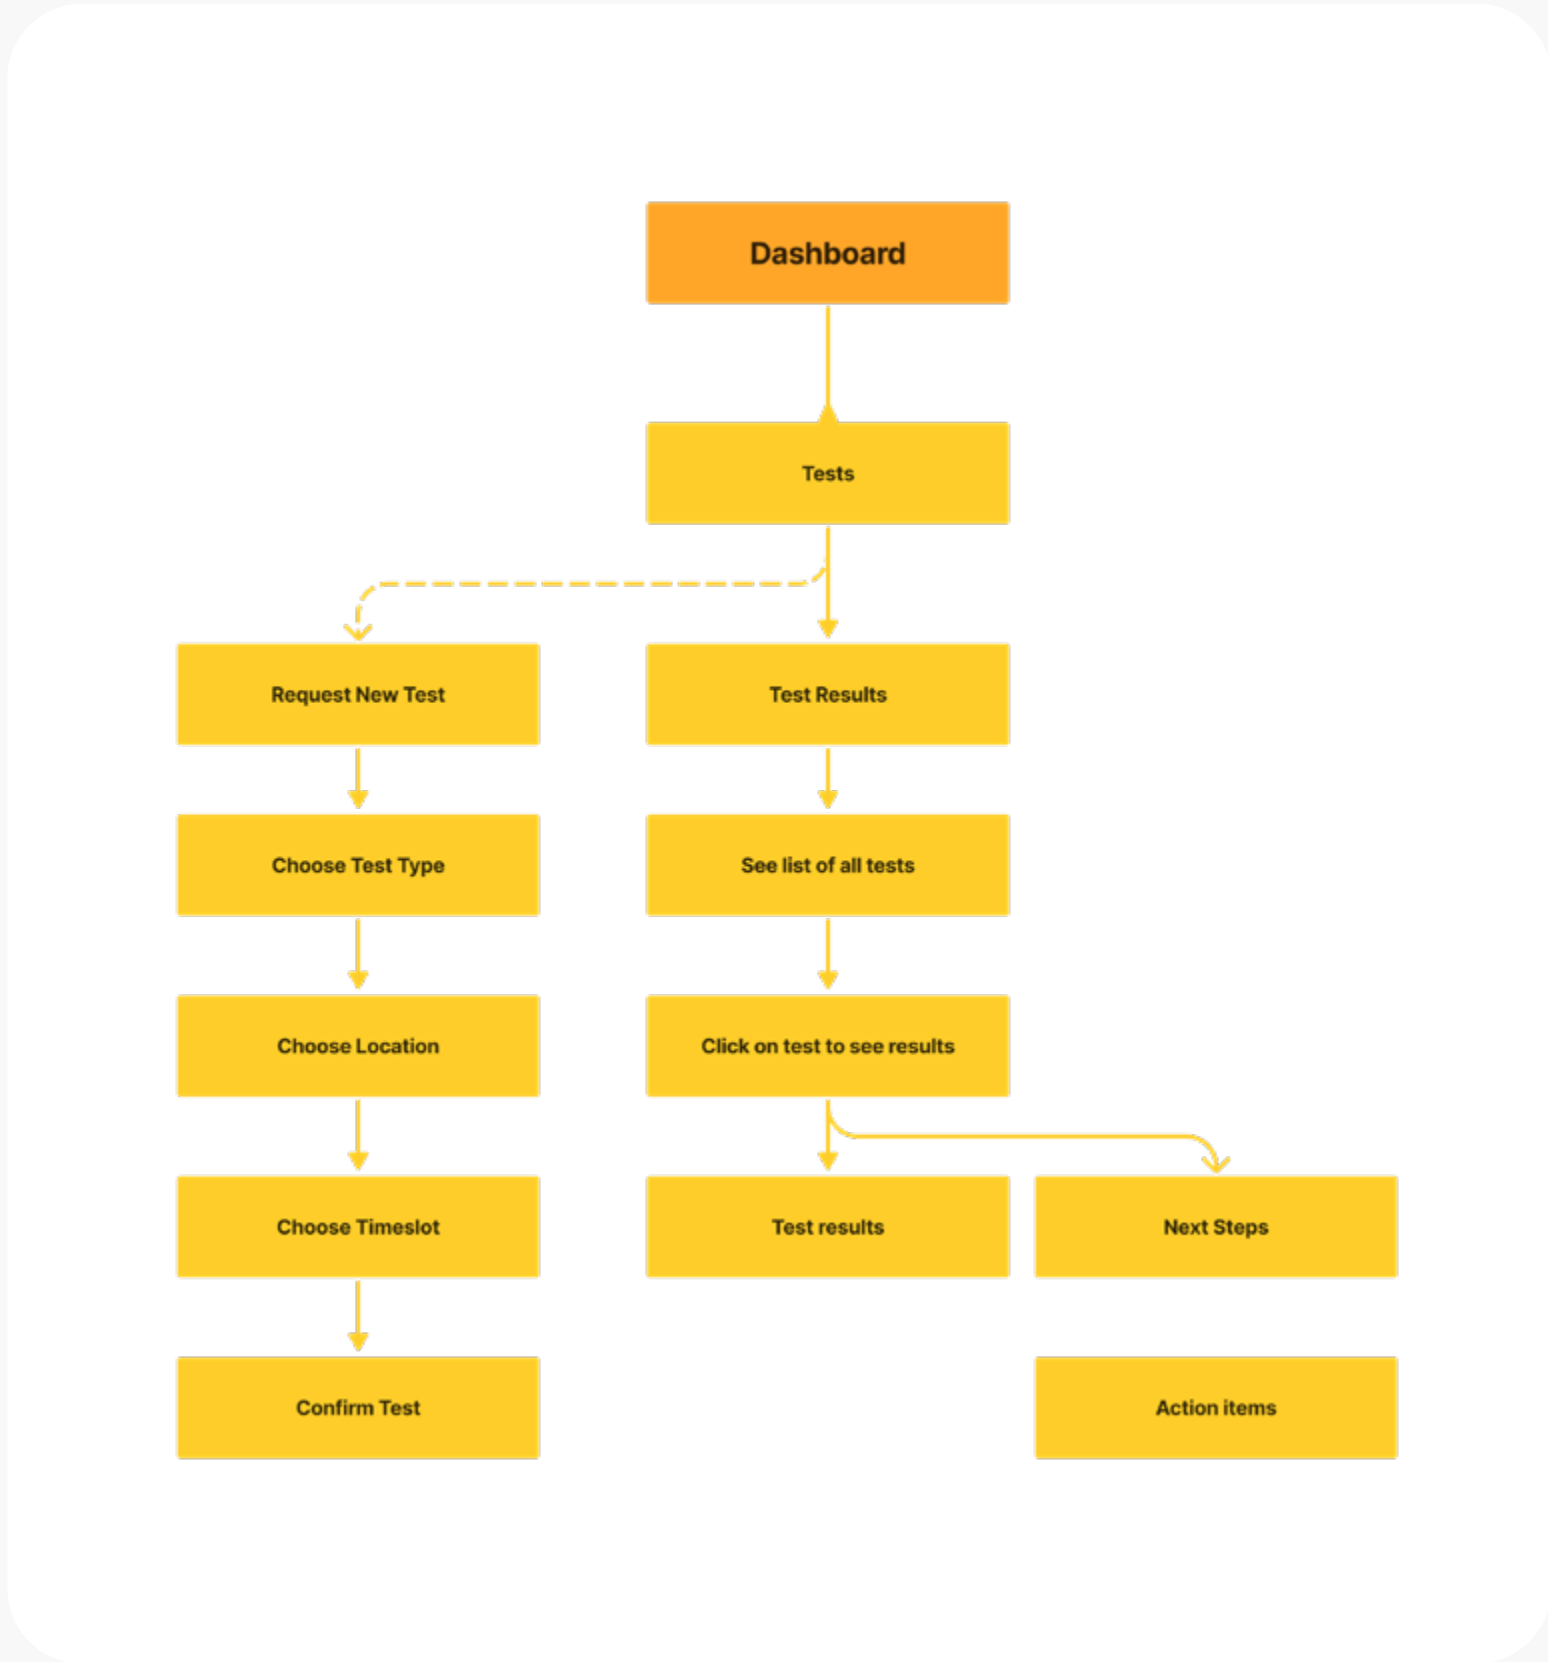 Dashboard
Tests
Request New Test
Test Results
Choose Test Type
See list of all tests
Choose Location
Click on test to see results
Choose Timeslot
Test results
Next Steps
Confirm Test
Action items